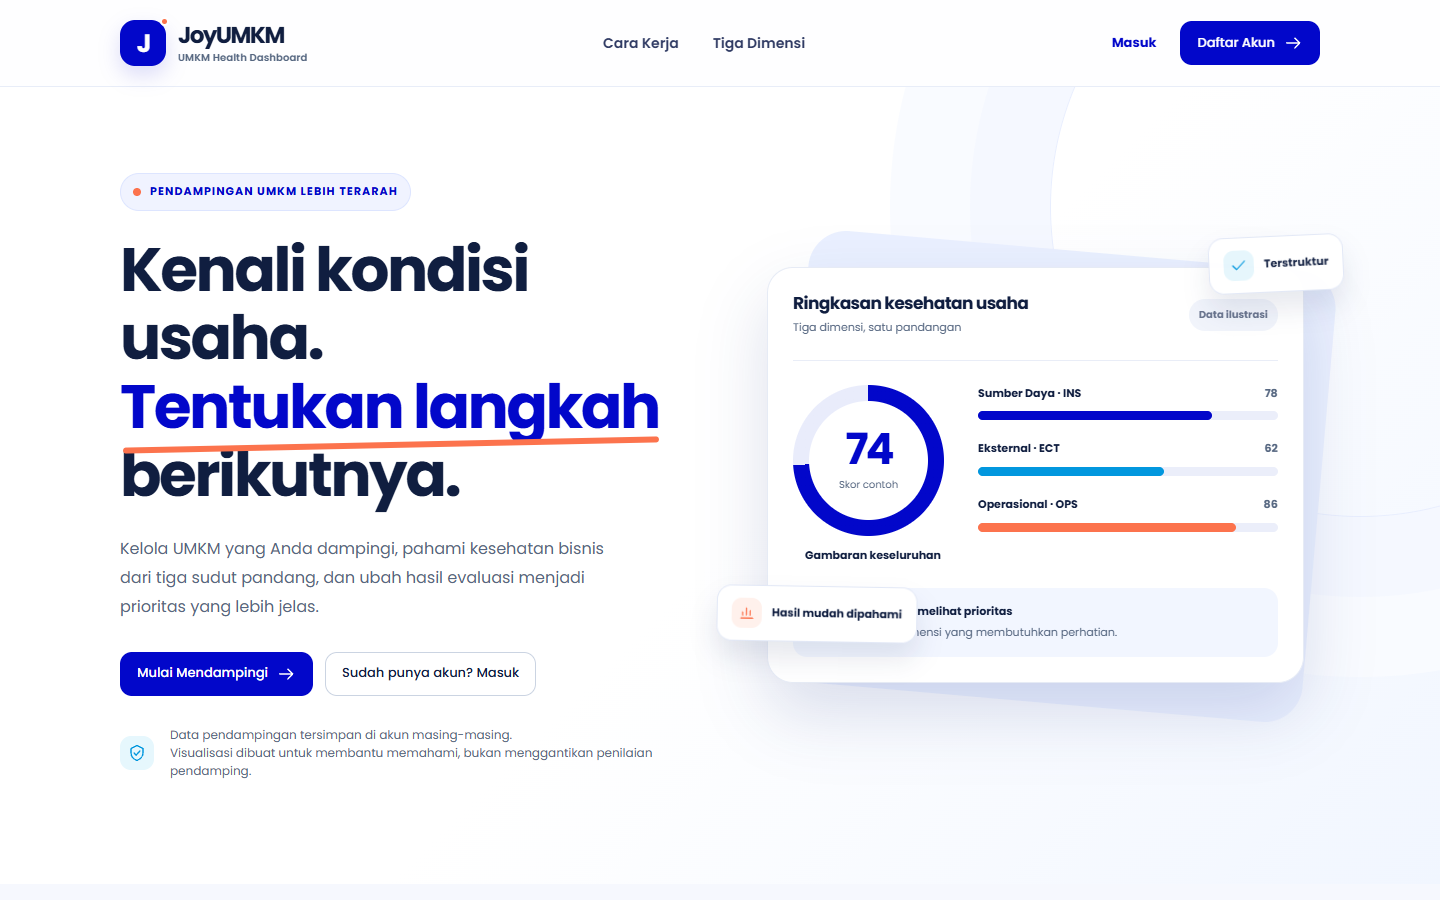 J
JoyUMKM
UMKM Health Dashboard
Cara Kerja
Tiga Dimensi
Masuk
Daftar Akun
PENDAMPINGAN UMKM LEBIH TERARAH
Kenali kondisi
usaha.
Tentukan langkah
berikutnya.
Kelola UMKM yang Anda dampingi, pahami kesehatan bisnis
dari tiga sudut pandang, dan ubah hasil evaluasi menjadi
prioritas yang lebih jelas.
Mulai Mendampingi
Sudah punya akun? Masuk
Data pendampingan tersimpan di akun masing-masing.
Visualisasi dibuat untuk membantu memahami, bukan menggantikan penilaian
pendamping.
Terstruktur
Ringkasan kesehatan usaha
Tiga dimensi, satu pandangan
Data ilustrasi
74
Skor contoh
Gambaran keseluruhan
Sumber Daya · INS 78
Eksternal · ECT 62
Operasional · OPS 86
Hasil mudah dipahami
melihat prioritas
yang membutuhkan perhatian.